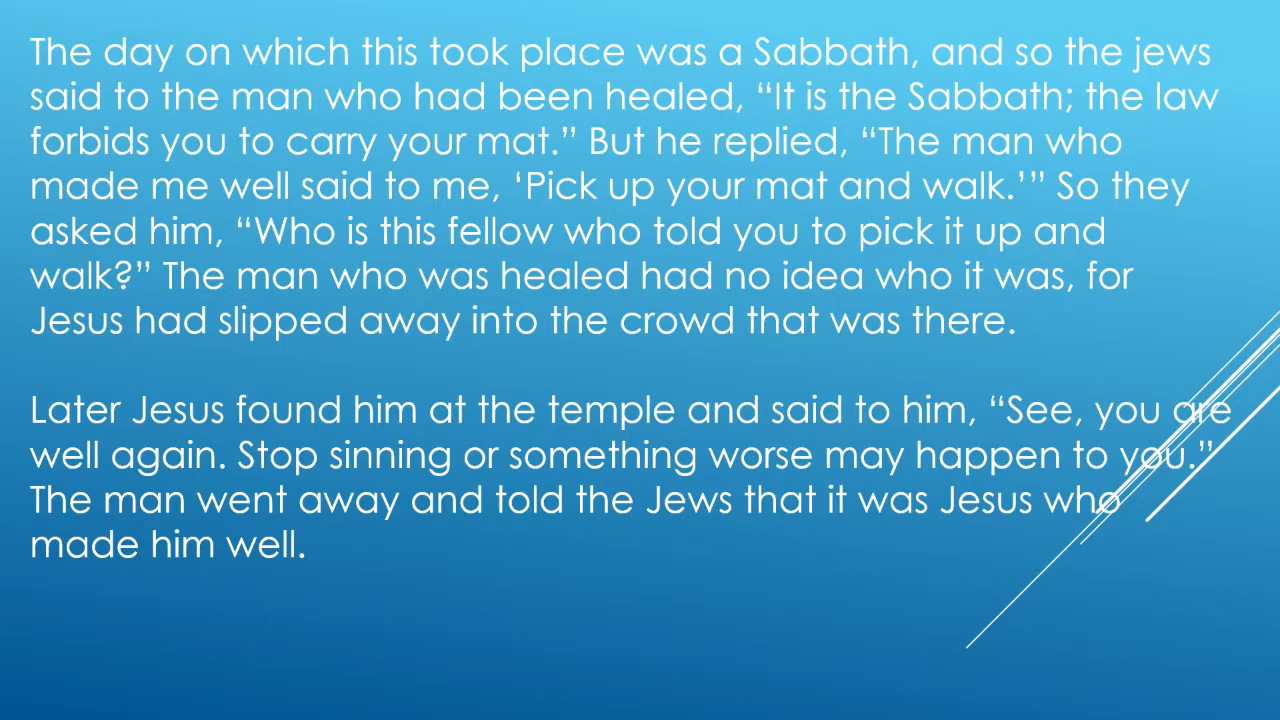 The day on which this took place was a Sabbath, and so the jews
said to the man who had been healed, “It is the Sabbath; the law
forbids you to carry your mat.” But he replied, “The man who
made me well said to me, ‘Pick up your mat and walk.’” So they
asked him, “Who is this fellow who told you to pick it up and
walk?” The man who was healed had no idea who it was, for
Jesus had slipped away into the crowd that was there.
Later Jesus found him at the temple and said to him, “See, you are
well again. Stop sinning or something worse may happen to you.”
The man went away and told the Jews that it was Jesus who
made him well.